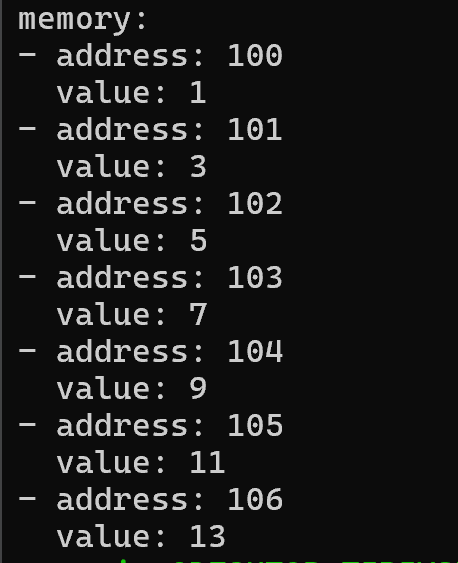 memory:
- address: 100
  value: 1
- address: 101
  value: 3
- address: 102
  value: 5
- address: 103
  value: 7
- address: 104
  value: 9
- address: 105
  value: 11
- address: 106
  value: 13